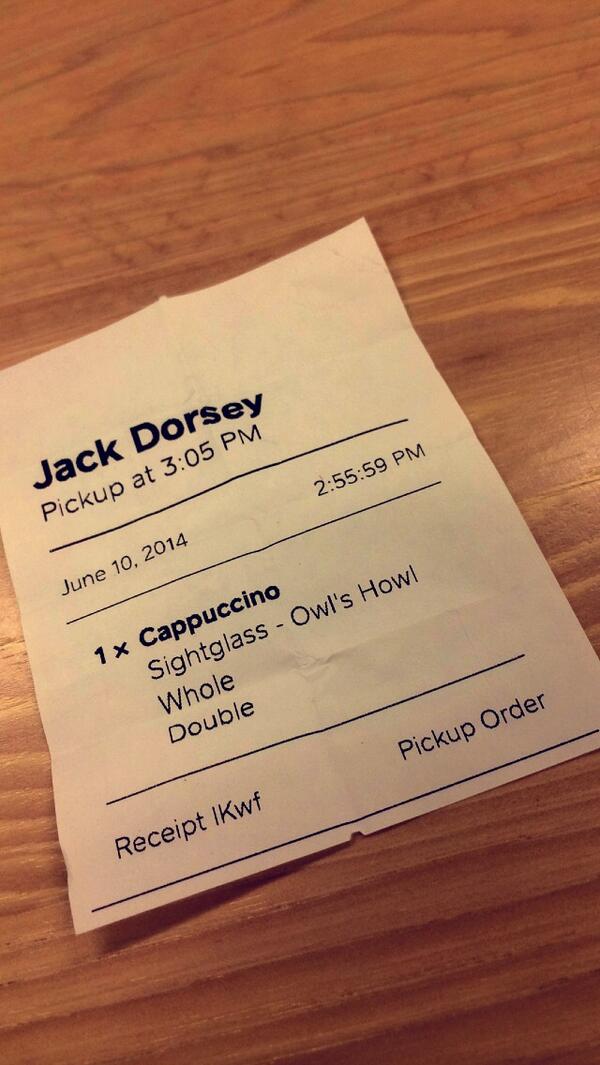 Jack Dorsey
Pickup at 3:05 PM
June 10, 2014 2:55:59 PM
1 x Cappuccino
Sightglass - Owl's Howl
Whole
Double
Receipt IKwf Pickup Order